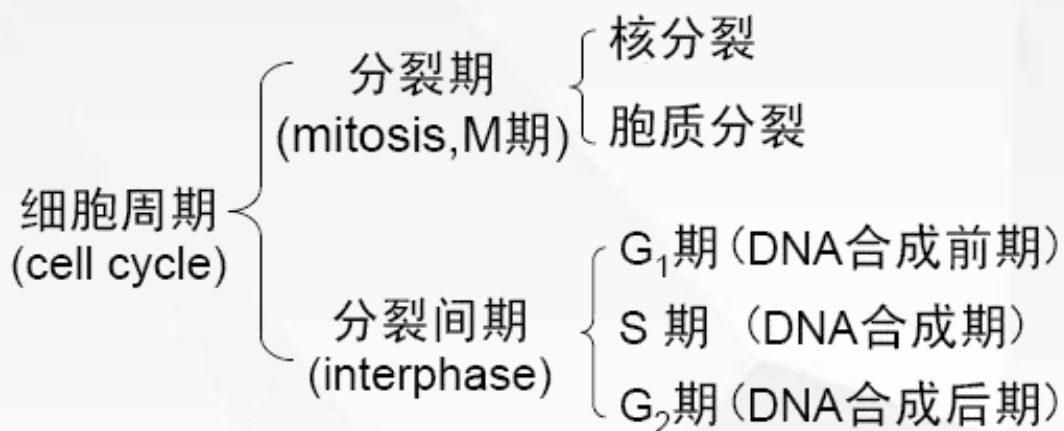 细胞周期
(cell cycle)
分裂期
(mitosis,M期)
核分裂
胞质分裂
分裂间期
(interphase)
G₁期(DNA合成前期)
S 期 (DNA合成期)
G₂期(DNA合成后期)